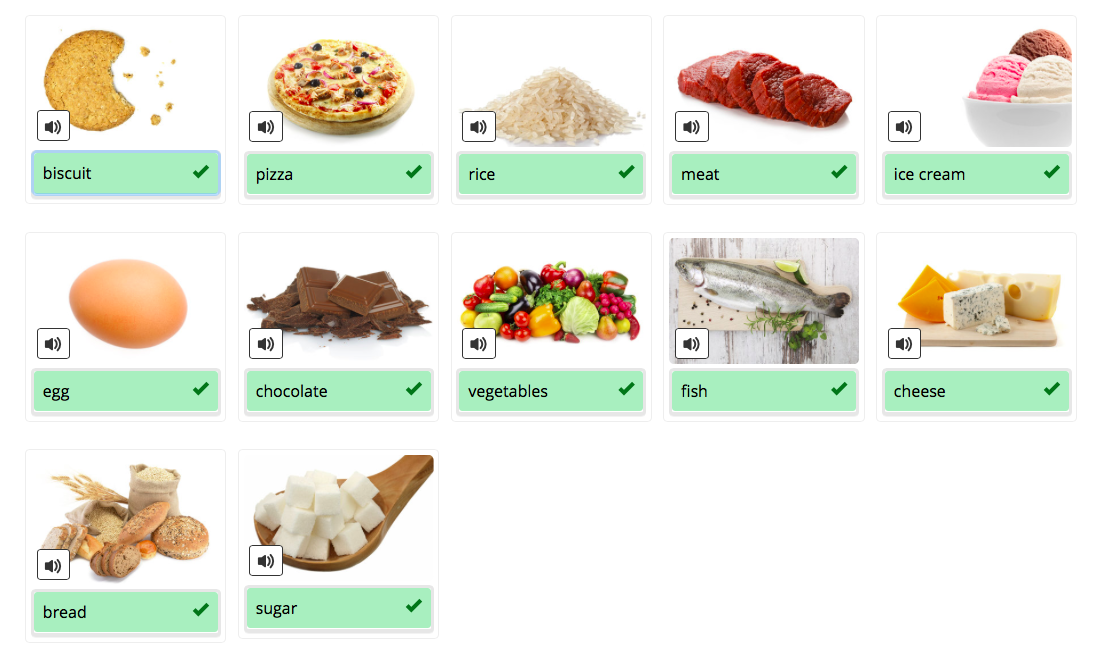 biscuit
pizza
rice
meat
ice cream
egg
chocolate
vegetables
fish
cheese
bread
sugar